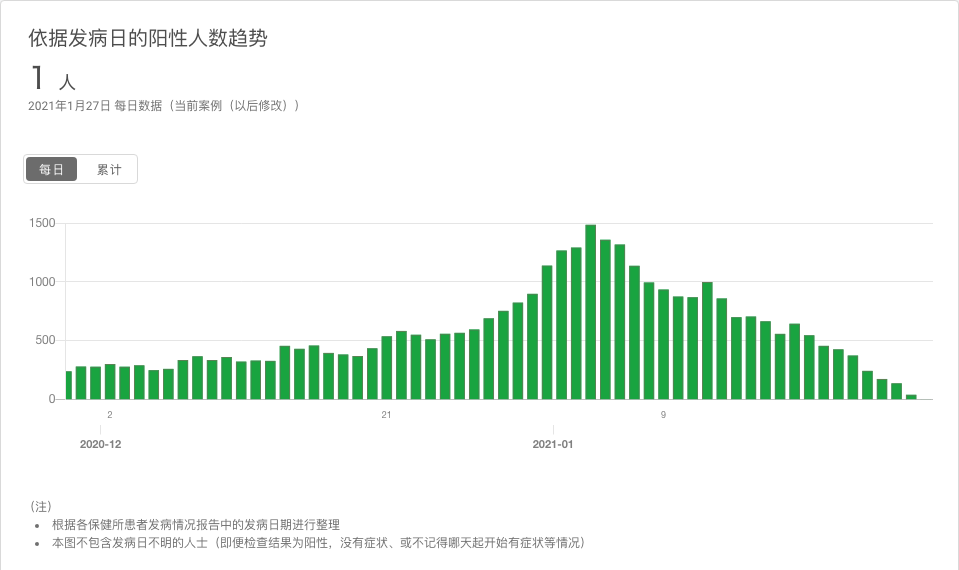 依据发病日的阳性人数趋势
1 人
2021年1月27日 每日数据（当前案例（以后修改））
每日 累计
1500
1000
500
0
2 21 9
2020-12 2021-01
(注)
• 根据各保健所患者发病情况报告中的发病日期进行整理
• 本图不包含发病日不明的人士（即便检查结果为阳性，没有症状、或不记得哪天起开始有症状等情况）